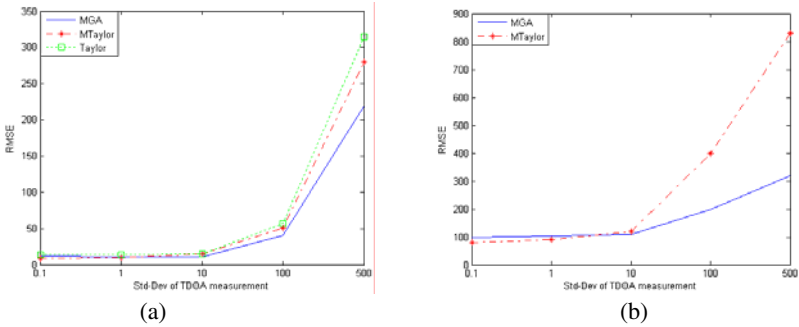 MGA
MTaylor
Taylor
350
300
250
200
150
100
50
0
RMSE
0.1
1
10
100
500
Std-Dev of TDOA measurement
(a)
MGA
MTaylor
900
800
700
600
500
400
300
200
100
0
RMSE
0.1
1
10
100
500
Std-Dev of TDOA measurement
(b)